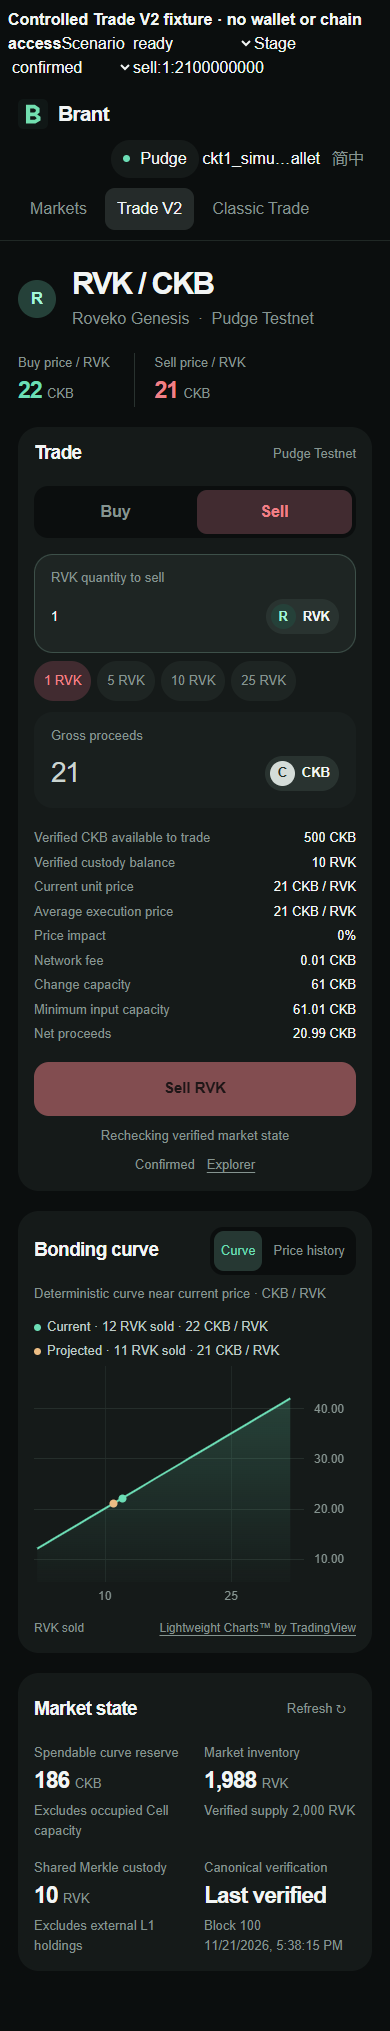 Controlled Trade V2 fixture · no wallet or chain
accessScenario ready Stage
confirmed sell:1:2100000000
B Brant
Pudge ckt1_simu…allet 简中
Markets Trade V2 Classic Trade
R RVK / CKB
Roveko Genesis · Pudge Testnet
Buy price / RVK Sell price / RVK
22 CKB 21 CKB
Trade Pudge Testnet
Buy Sell
RVK quantity to sell
1 R RVK
1 RVK 5 RVK 10 RVK 25 RVK
Gross proceeds
21 C CKB
Verified CKB available to trade 500 CKB
Verified custody balance 10 RVK
Current unit price 21 CKB / RVK
Average execution price 21 CKB / RVK
Price impact 0%
Network fee 0.01 CKB
Change capacity 61 CKB
Minimum input capacity 61.01 CKB
Net proceeds 20.99 CKB
Sell RVK
Rechecking verified market state
Confirmed Explorer
Bonding curve Curve Price history
Deterministic curve near current price · CKB / RVK
Current · 12 RVK sold · 22 CKB / RVK
Projected · 11 RVK sold · 21 CKB / RVK
40.00
30.00
20.00
10.00
10 25
RVK sold Lightweight Charts™ by TradingView
Market state Refresh ↻
Spendable curve reserve Market inventory
186 CKB 1,988 RVK
Excludes occupied Cell Verified supply 2,000 RVK
capacity
Shared Merkle custody Canonical verification
10 RVK Last verified
Excludes external L1 Block 100
holdings 11/21/2026, 5:38:15 PM